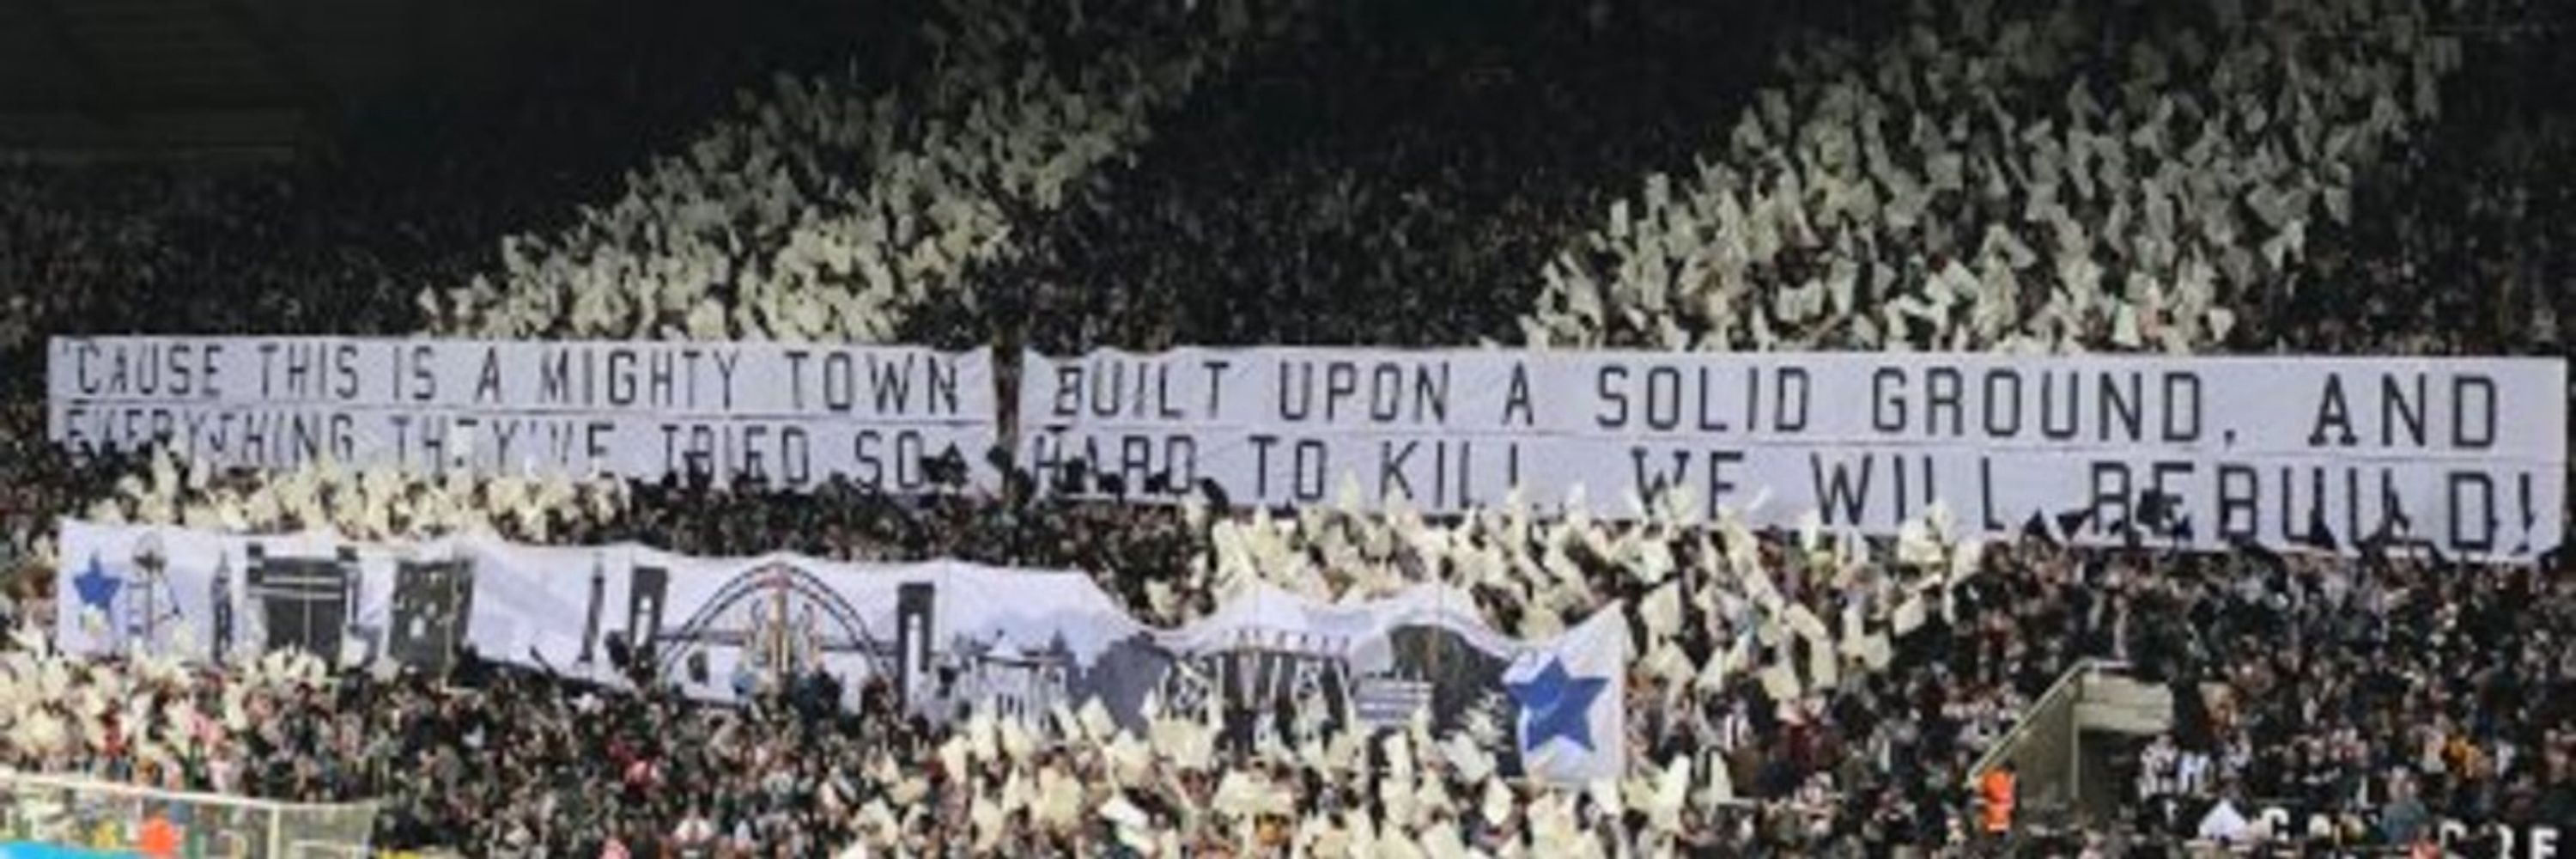 'CAUSE THIS IS A MIGHTY TOWN BUILT UPON A SOLID GROUND, AND
EVERYTHING THEY'VE TRIED SO HARD TO KILL WE WILL REBUILD!